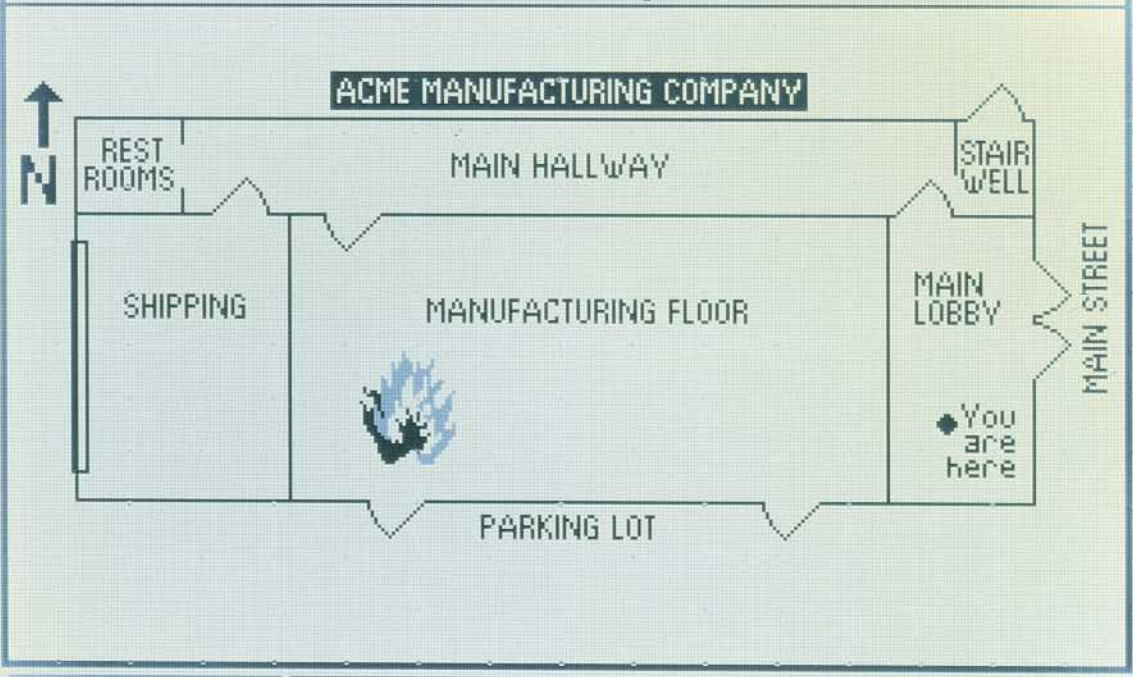 ACME MANUFACTURING COMPANY
N
REST
ROOMS
MAIN HALLWAY
STAIR
WELL
SHIPPING
MANUFACTURING FLOOR
MAIN
LOBBY
MAIN STREET
You
are
here
PARKING LOT